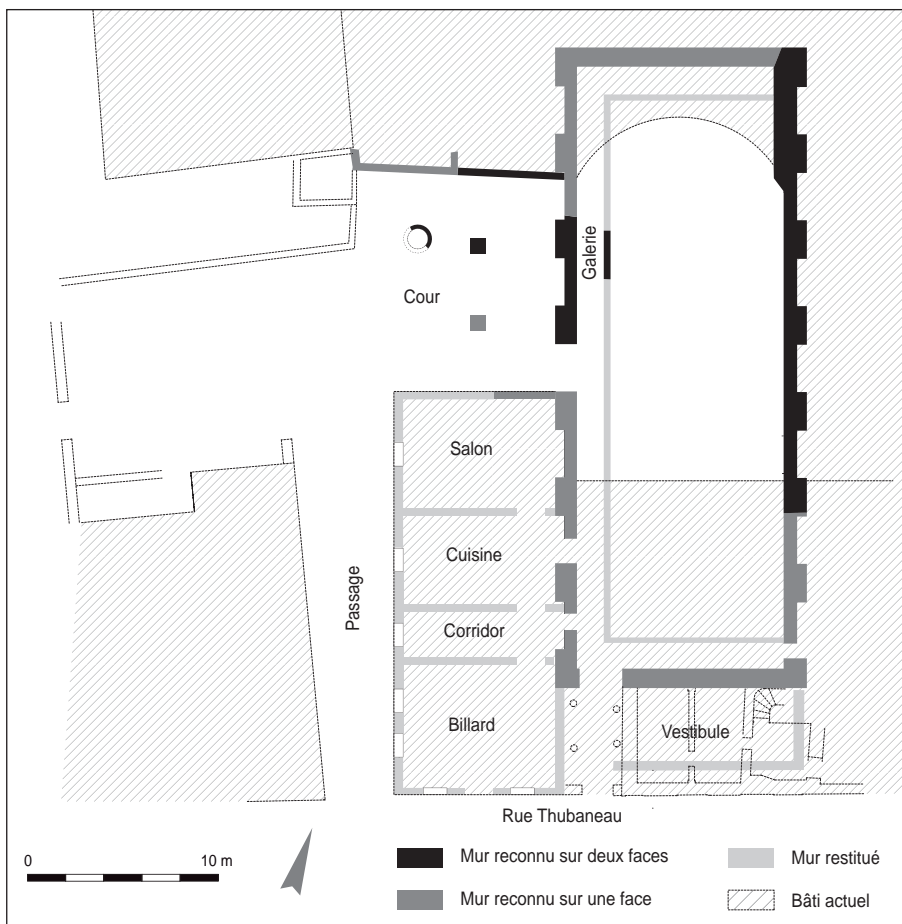 Galerie
Cour
Salon
Cuisine
Passage
Corridor
Billard
Vestibule
Rue Thubaneau
0 10 m
Mur reconnu sur deux faces
Mur restitué
Mur reconnu sur une face
Bâti actuel